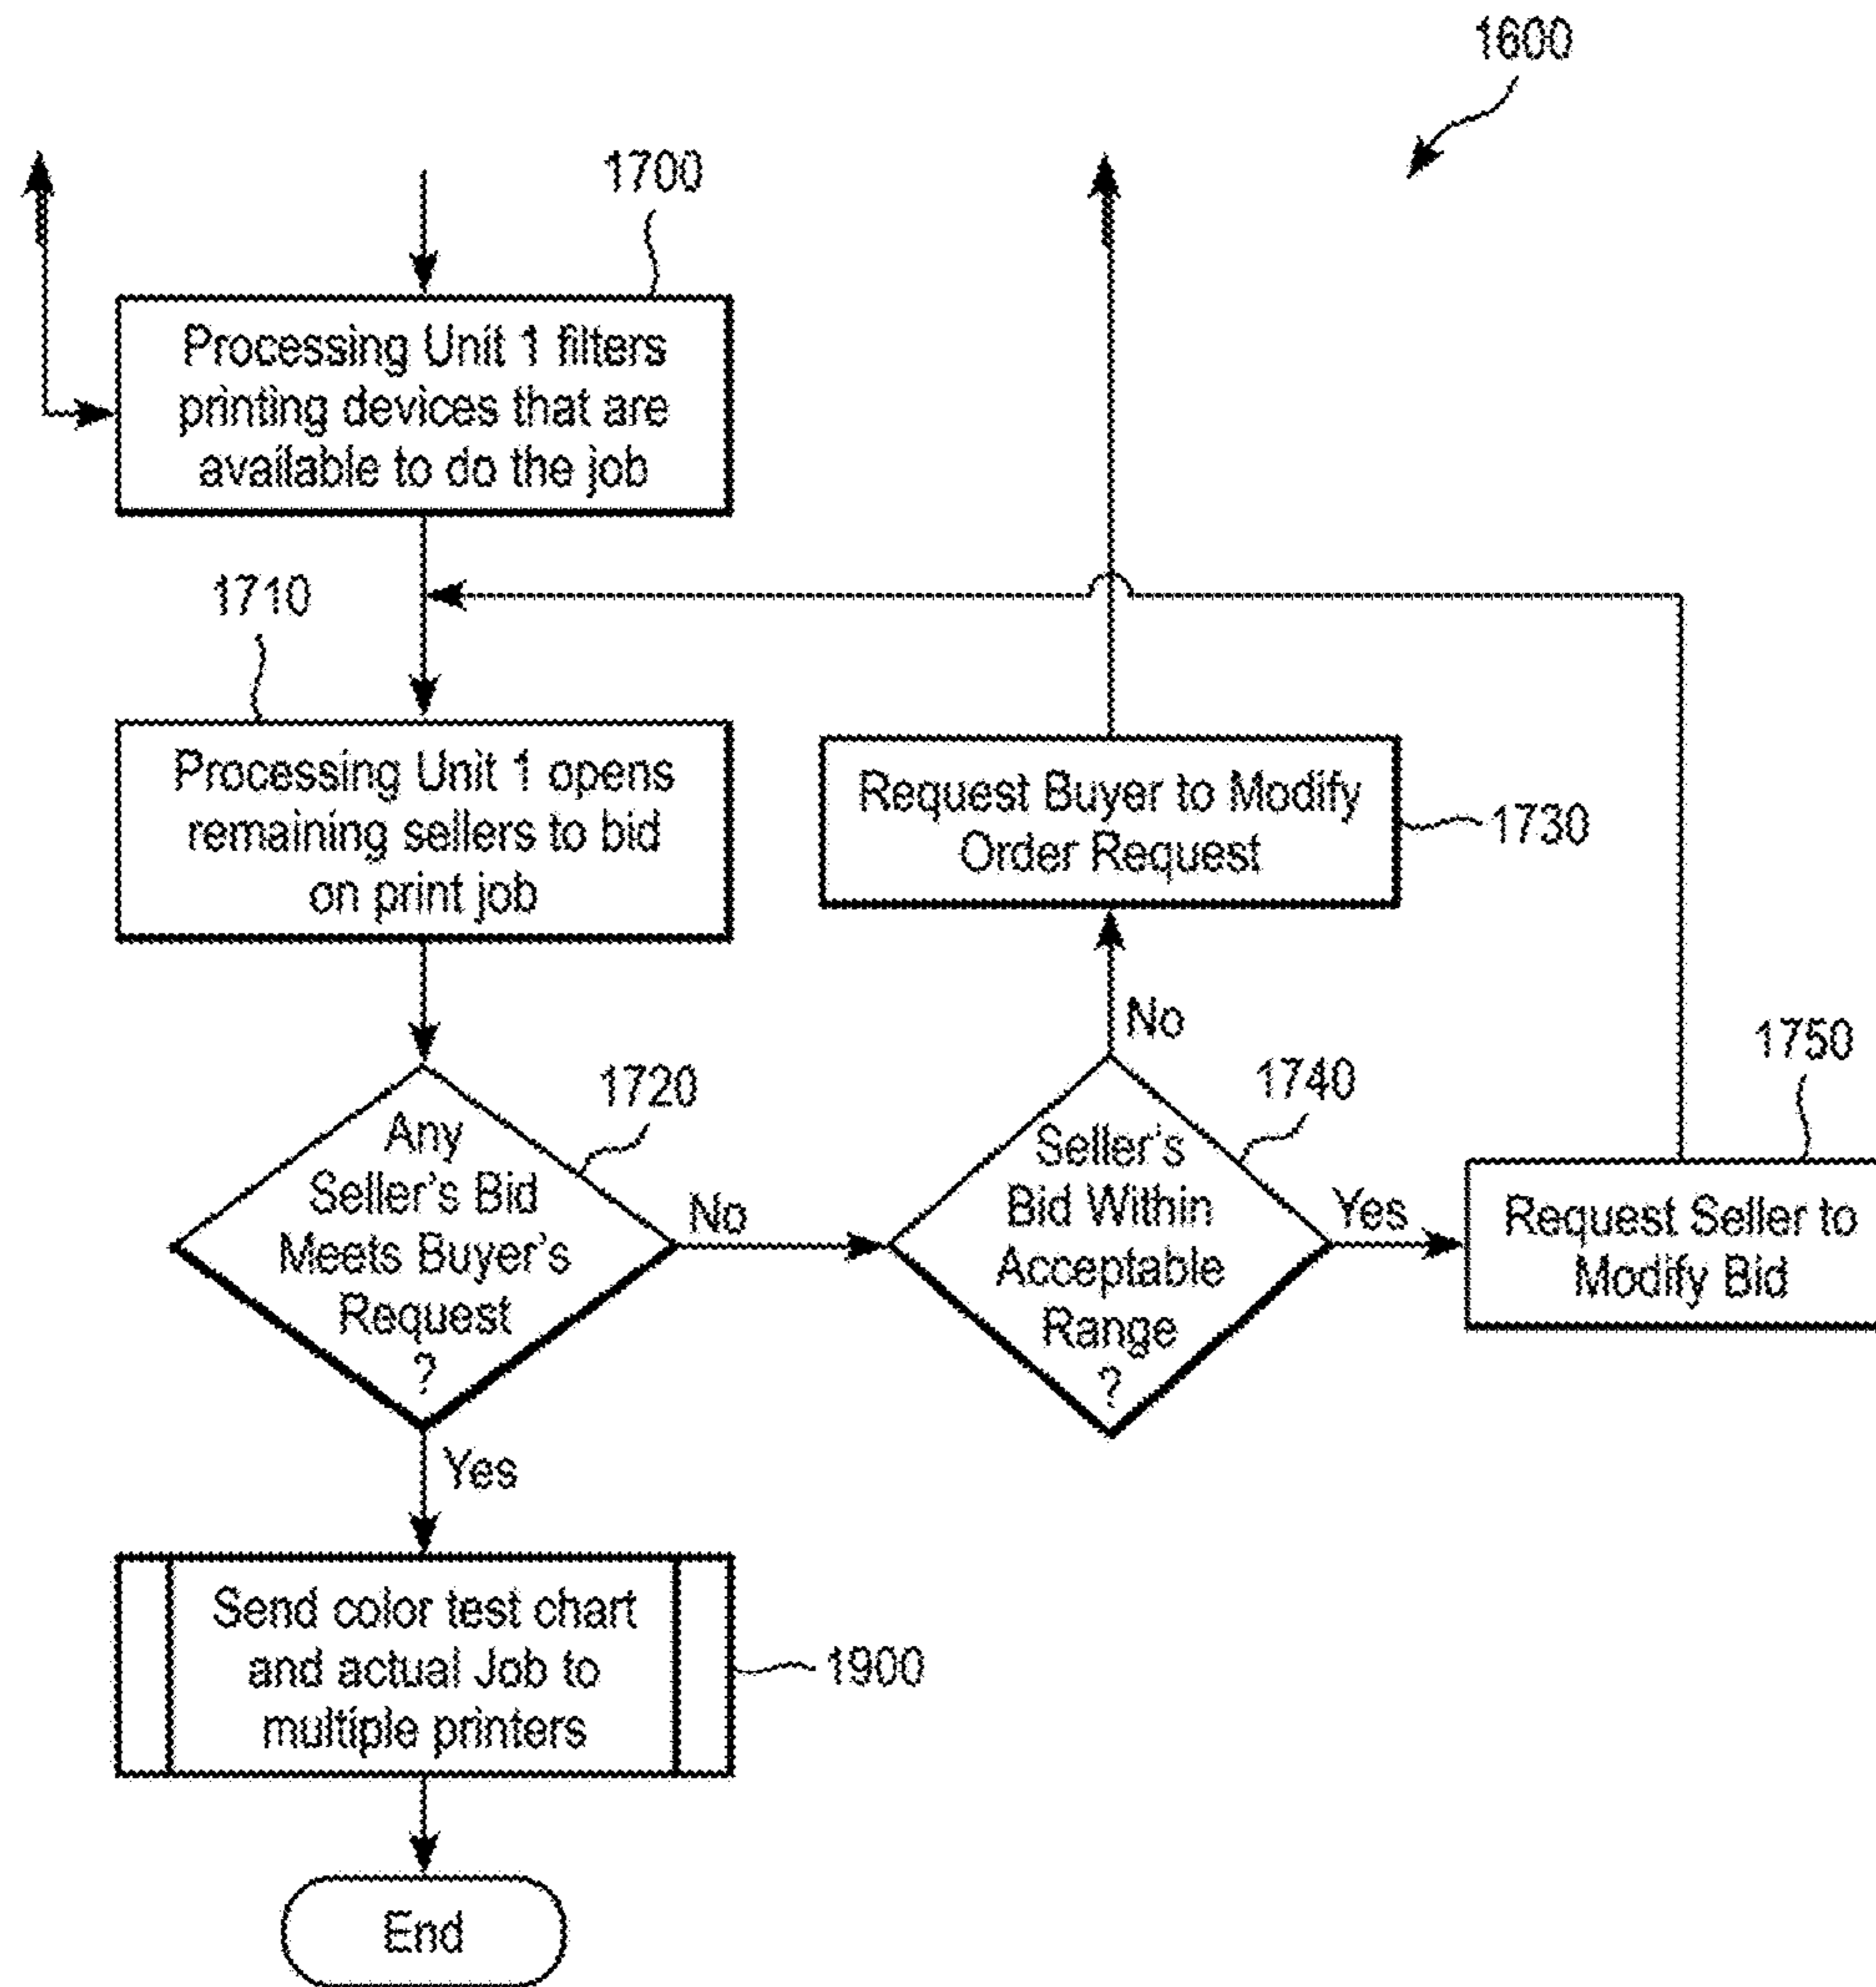 1600
1700
Processing Unit 1 filters
printing devices that are
available to do the job
1710
Processing Unit 1 opens
remaining sellers to bid
on print job
Request Buyer to Modify
Order Request
1730
1720
Any
Seller's Bid
Meets Buyer's
Request
?
No
Yes
No
1740
Seller's
Bid Within
Acceptable
Range
?
Yes
1750
Request Seller to
Modify Bid
Send color test chart
and actual Job to
multiple printers
1900
End